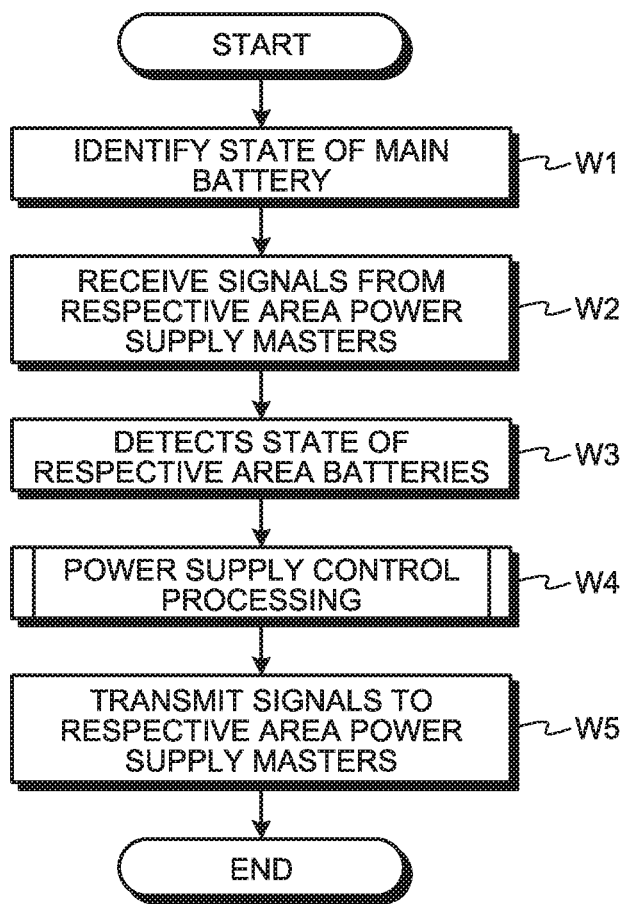 START
IDENTIFY STATE OF MAIN
BATTERY
W1
RECEIVE SIGNALS FROM
RESPECTIVE AREA POWER
SUPPLY MASTERS
W2
DETECTS STATE OF
RESPECTIVE AREA BATTERIES
W3
POWER SUPPLY CONTROL
PROCESSING
W4
TRANSMIT SIGNALS TO
RESPECTIVE AREA POWER
SUPPLY MASTERS
W5
END